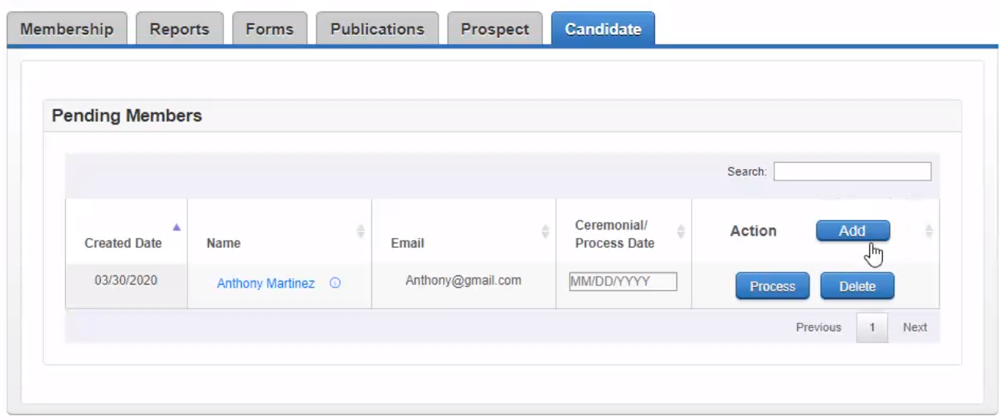 Membership Reports Forms Publications Prospect Candidate
Pending Members
Search:
Created Date Name Email Ceremonial/ Process Date Action Add
03/30/2020 Anthony Martinez Anthony@gmail.com MM/DD/YYYY Process Delete
Previous 1 Next